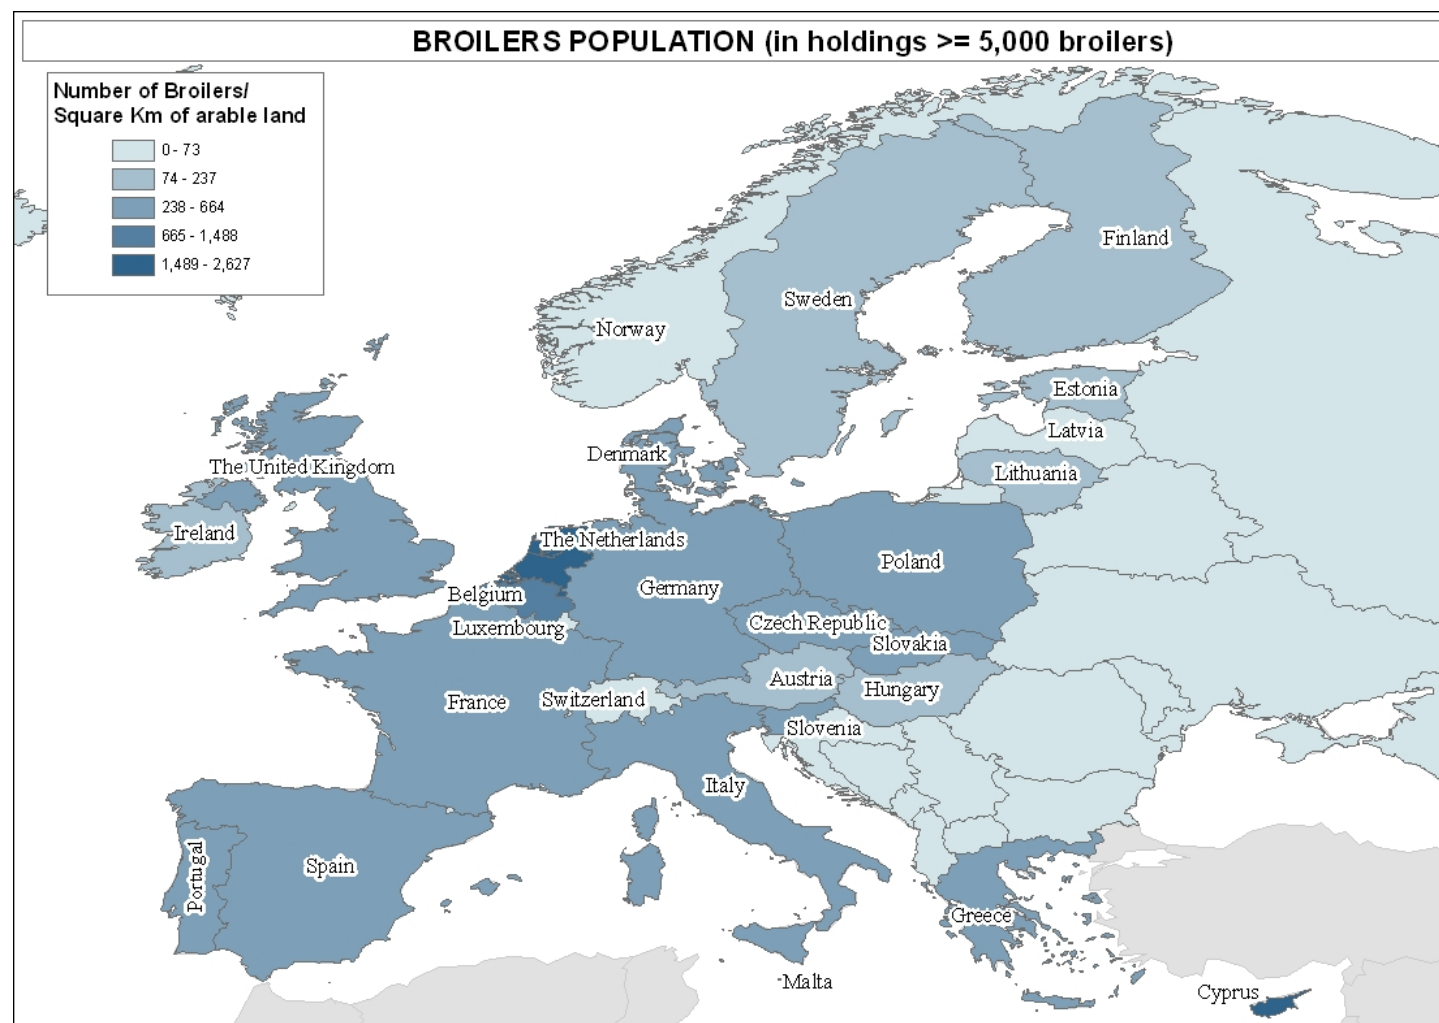 BROILERS POPULATION (in holdings >= 5,000 broilers)
Number of Broilers/
Square Km of arable land
0 - 73
74 - 237
238 - 664
665 - 1,488
1,489 - 2,627
Finland
Sweden
Norway
Estonia
Latvia
Denmark
The United Kingdom
Lithuania
Ireland
The Netherlands
Poland
Germany
Belgium
Czech Republic
Luxembourg
Slovakia
Austria
Hungary
Switzerland
France
Slovenia
Italy
Spain
Portugal
Greece
Malta
Cyprus